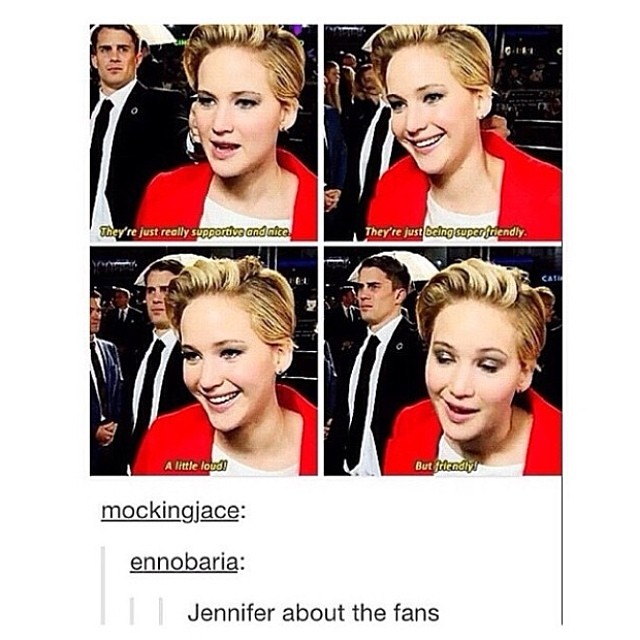 They're just really supportive and nice.
They're just being super friendly.
A little loud!
But friendly!
mockingjace:
ennobaria:
Jennifer about the fans